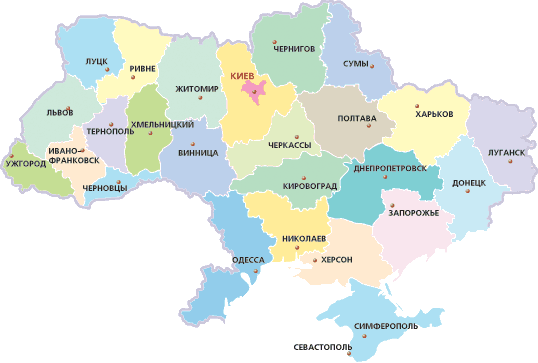 ЧЕРНИГОВ
ЛУЦК
СУМЫ
РИВНЕ
КИЕВ
ЖИТОМИР
ЛЬВОВ
ХАРЬКОВ
ПОЛТАВА
ХМЕЛЬНИЦКИЙ
ТЕРНОПОЛЬ
ЧЕРКАССЫ
ИВАНО-
ФРАНКОВСК
ВИННИЦА
ЛУГАНСК
УЖГОРОД
ДНЕПРОПЕТРОВСК
ЧЕРНОВЦЫ
КИРОВОГРАД
ДОНЕЦК
ЗАПОРОЖЬЕ
НИКОЛАЕВ
ОДЕССА
ХЕРСОН
СИМФЕРОПОЛЬ
СЕВАСТОПОЛЬ